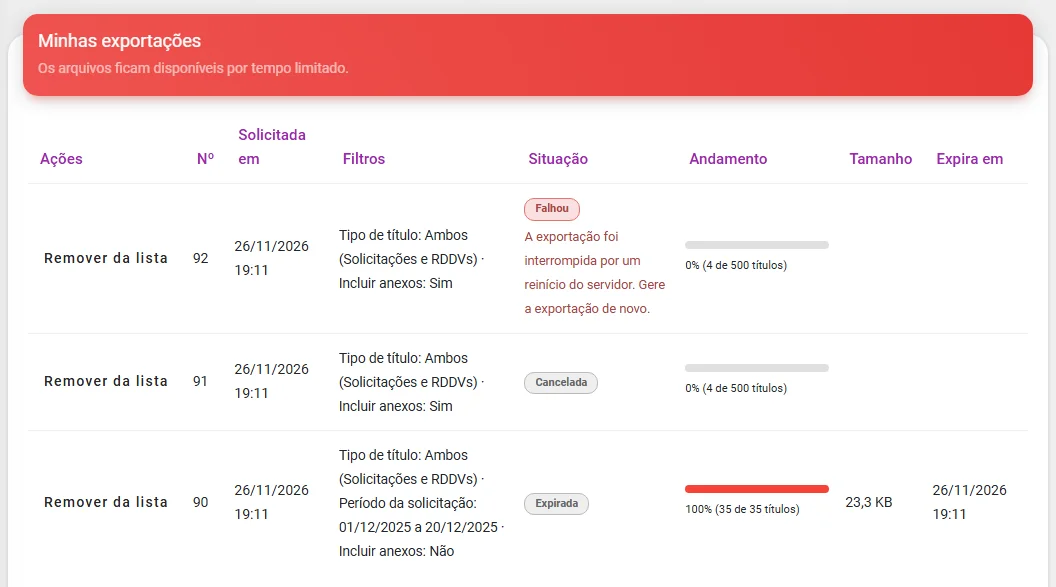 Minhas exportações
Os arquivos ficam disponíveis por tempo limitado.
Ações
Nº
Solicitada
em
Filtros
Situação
Andamento
Tamanho
Expira em
Remover da lista
92
26/11/2026
19:11
Tipo de título: Ambos
(Solicitações e RDDVs) ·
Incluir anexos: Sim
Falhou
A exportação foi
interrompida por um
reinício do servidor. Gere
a exportação de novo.
0% (4 de 500 títulos)
Remover da lista
91
26/11/2026
19:11
Tipo de título: Ambos
(Solicitações e RDDVs) ·
Incluir anexos: Sim
Cancelada
0% (4 de 500 títulos)
Remover da lista
90
26/11/2026
19:11
Tipo de título: Ambos
(Solicitações e RDDVs) ·
Período da solicitação:
01/12/2025 a 20/12/2025 ·
Incluir anexos: Não
Expirada
100% (35 de 35 títulos)
23,3 KB
26/11/2026
19:11